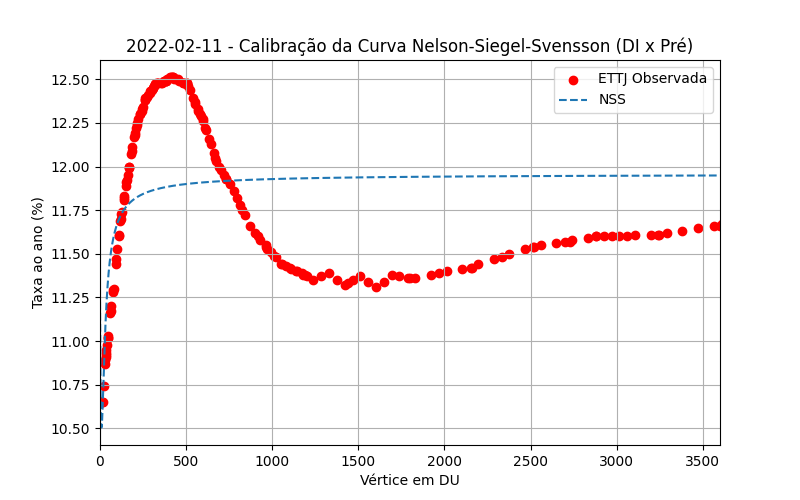 2022-02-11 - Calibração da Curva Nelson-Siegel-Svensson (DI x Pré)
ETTJ Observada
NSS
Taxa ao ano (%)
12.50
12.25
12.00
11.75
11.50
11.25
11.00
10.75
10.50
0 500 1000 1500 2000 2500 3000 3500
Vértice em DU